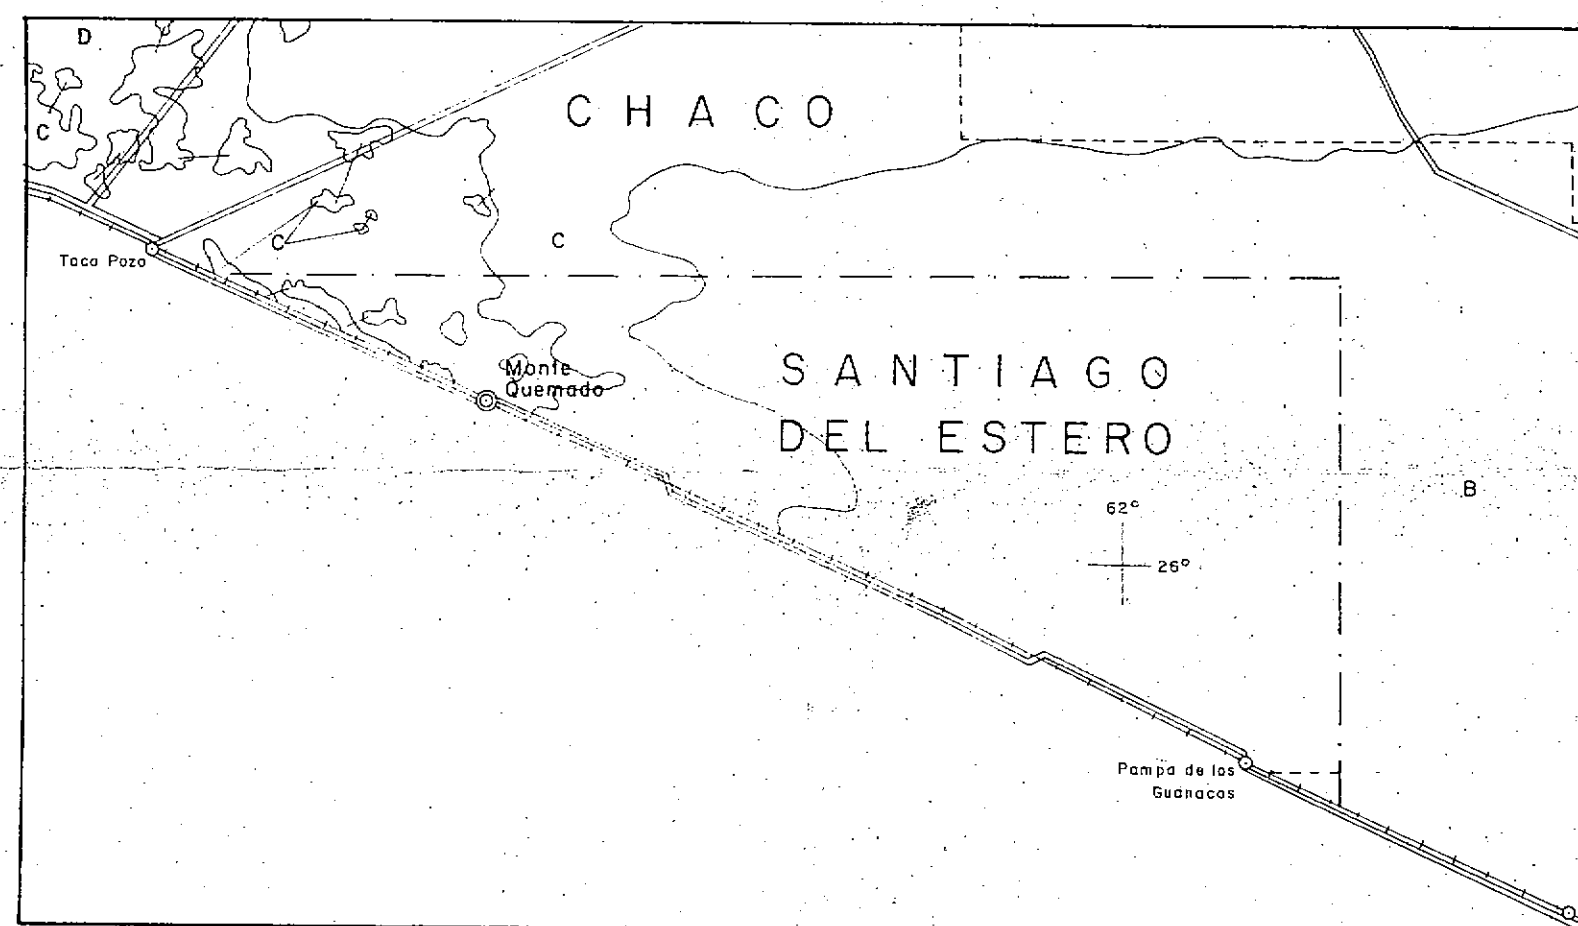 D
CHACO
C
C
C
Taco Pozo
SANTIAGO
DEL ESTERO
Monte
Quemado
B
62°
26°
Pampa de los
Guanacos